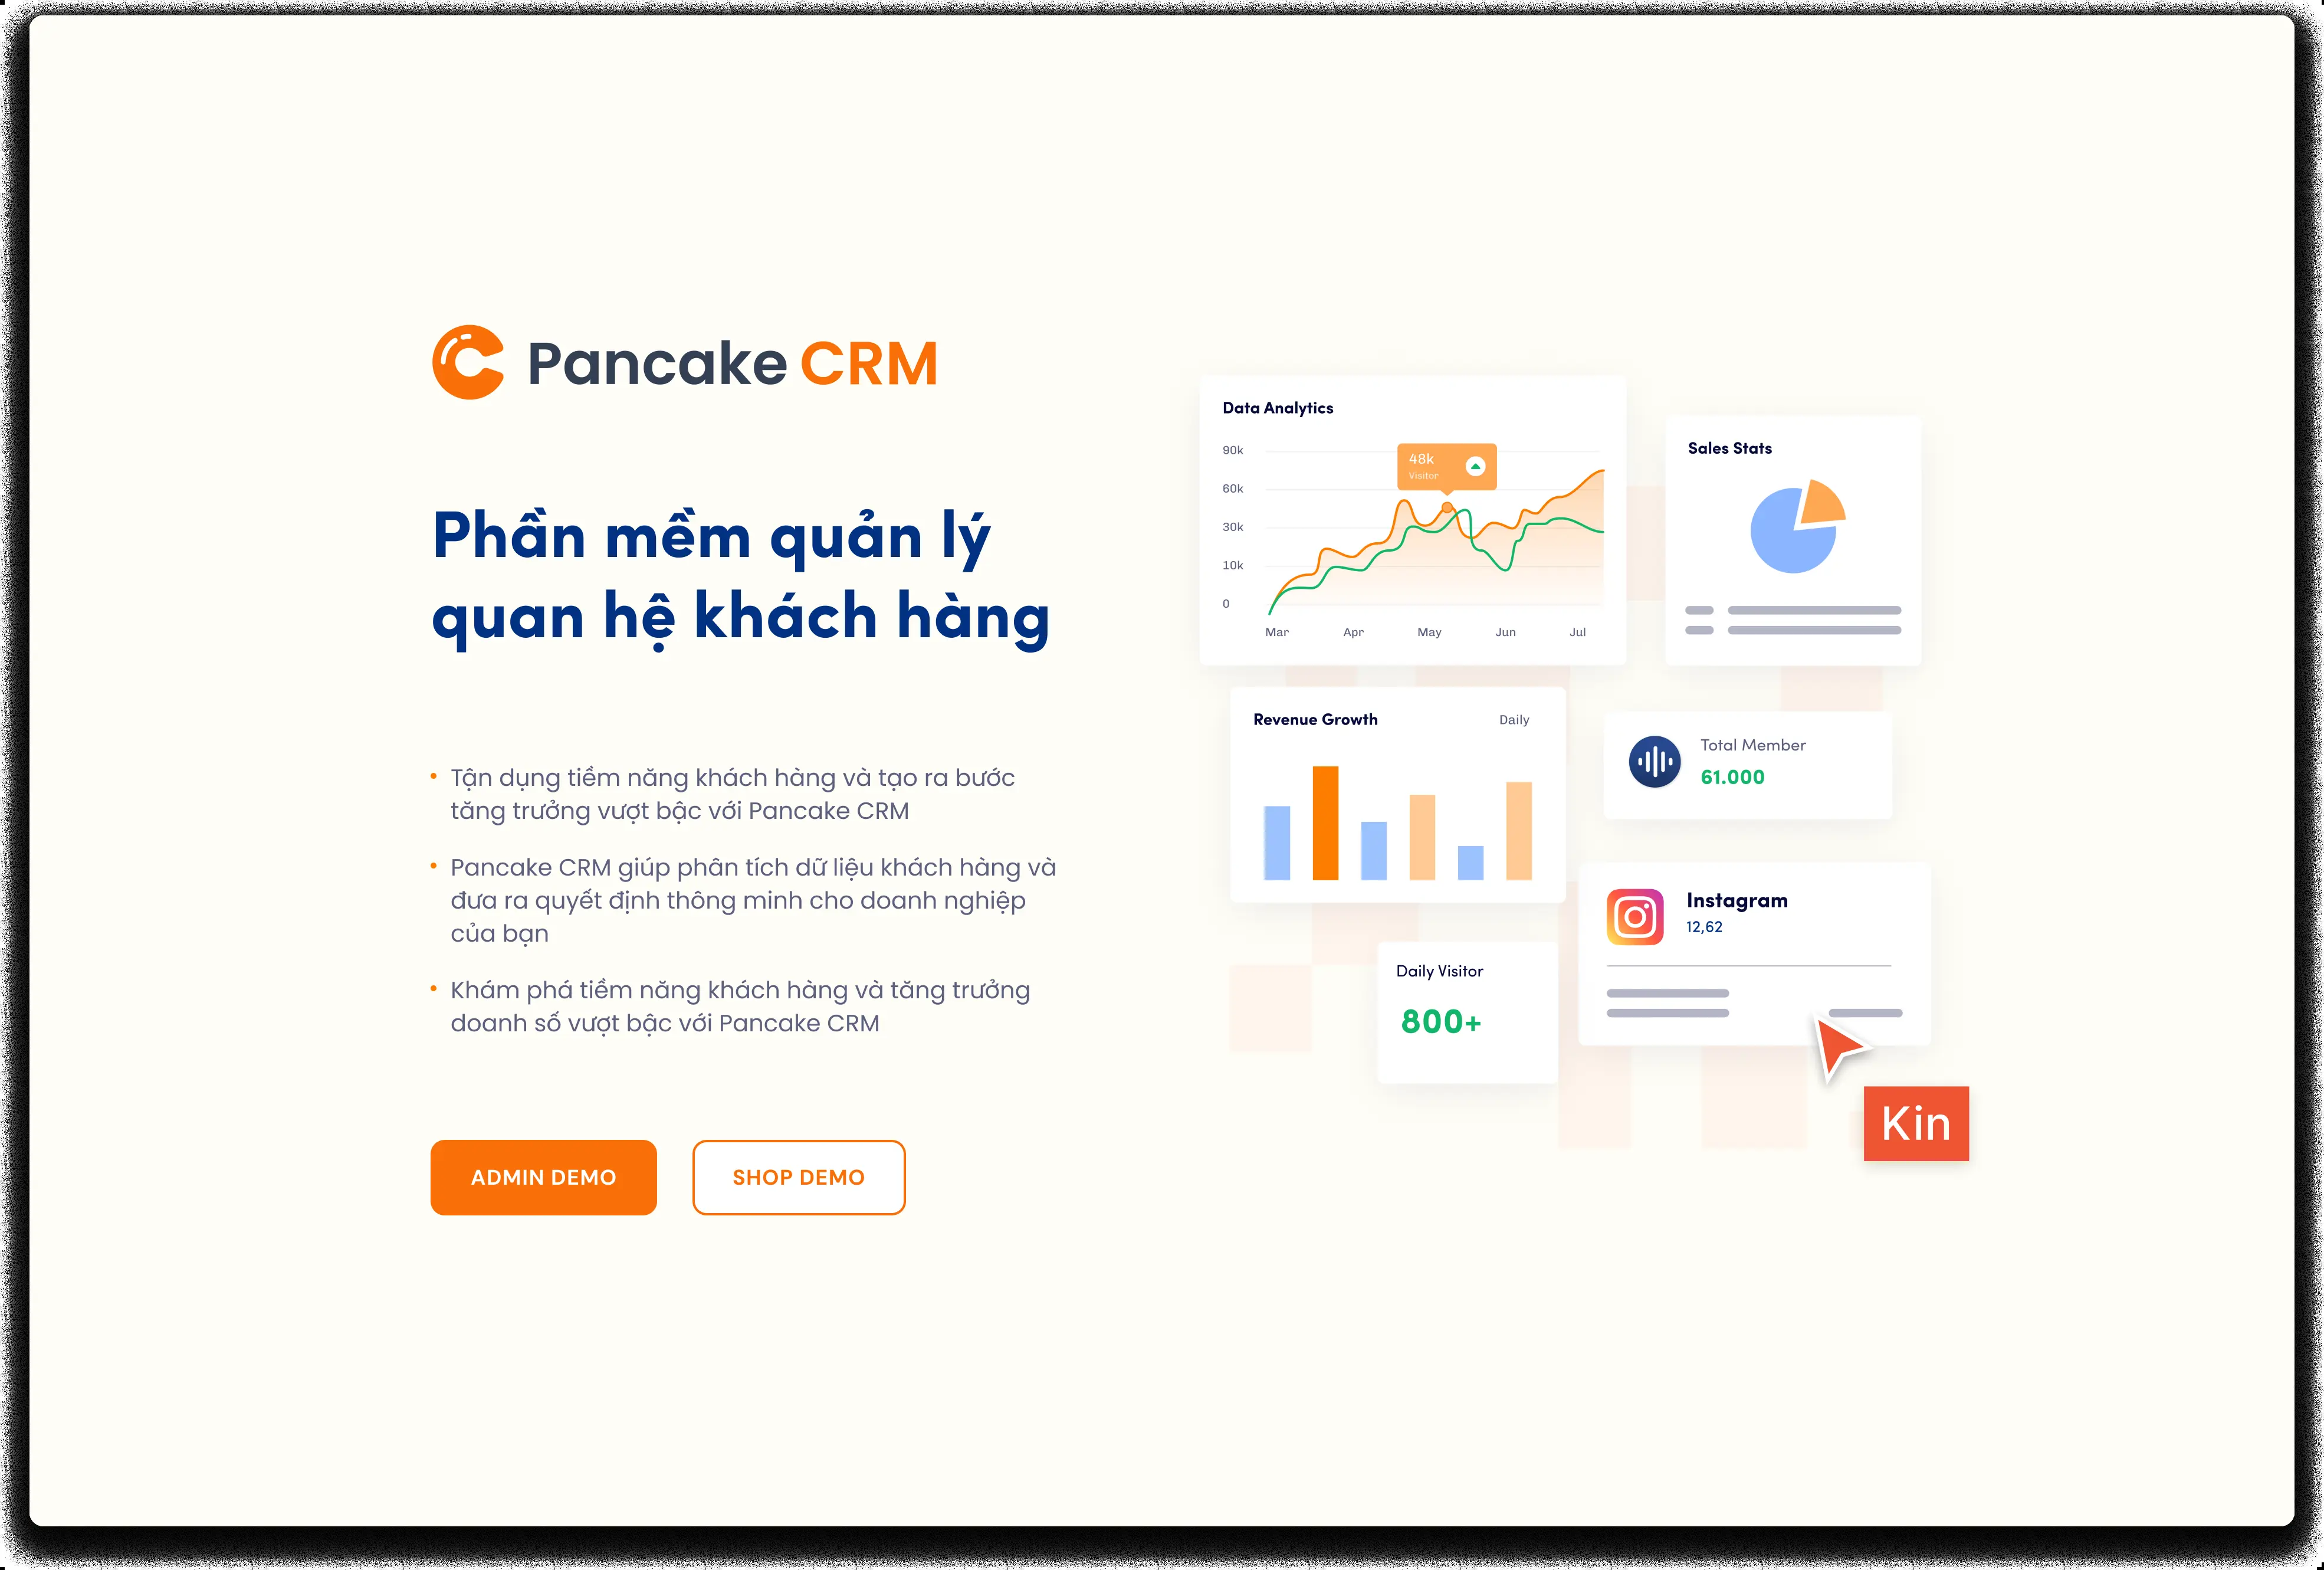 Pancake CRM
Phần mềm quản lý
quan hệ khách hàng
Tận dụng tiềm năng khách hàng và tạo ra bước
tăng trưởng vượt bậc với Pancake CRM
Pancake CRM giúp phân tích dữ liệu khách hàng và
đưa ra quyết định thông minh cho doanh nghiệp
của bạn
Khám phá tiềm năng khách hàng và tăng trưởng
doanh số vượt bậc với Pancake CRM
ADMIN DEMO
SHOP DEMO
Data Analytics
90k
60k
30k
10k
0
48k
Visitor
Mar Apr May Jun Jul
Sales Stats
Revenue Growth
Daily
Total Member
61.000
Instagram
12,62
Daily Visitor
800+
Kin